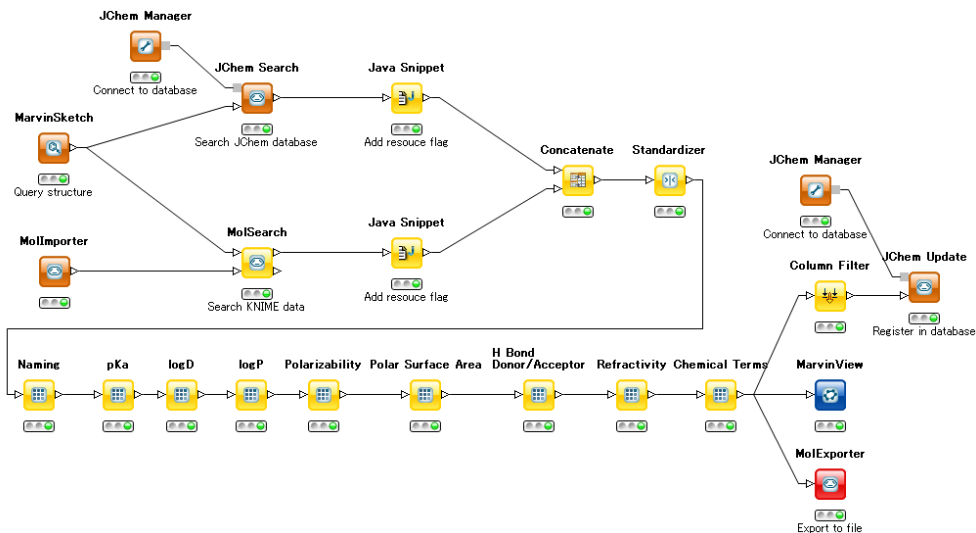 JChem Manager
Connect to database
JChem Search
Search JChem database
Java Snippet
Add resouce flag
MarvinSketch
Query structure
Concatenate
Standardizer
MolImporter
MolSearch
Search KNIME data
Java Snippet
Add resouce flag
JChem Manager
Connect to database
JChem Update
Register in database
Column Filter
Naming
pKa
logD
logP
Polarizability
Polar Surface Area
H Bond
Donor/Acceptor
Refractivity
Chemical Terms
MarvinView
MolExporter
Export to file